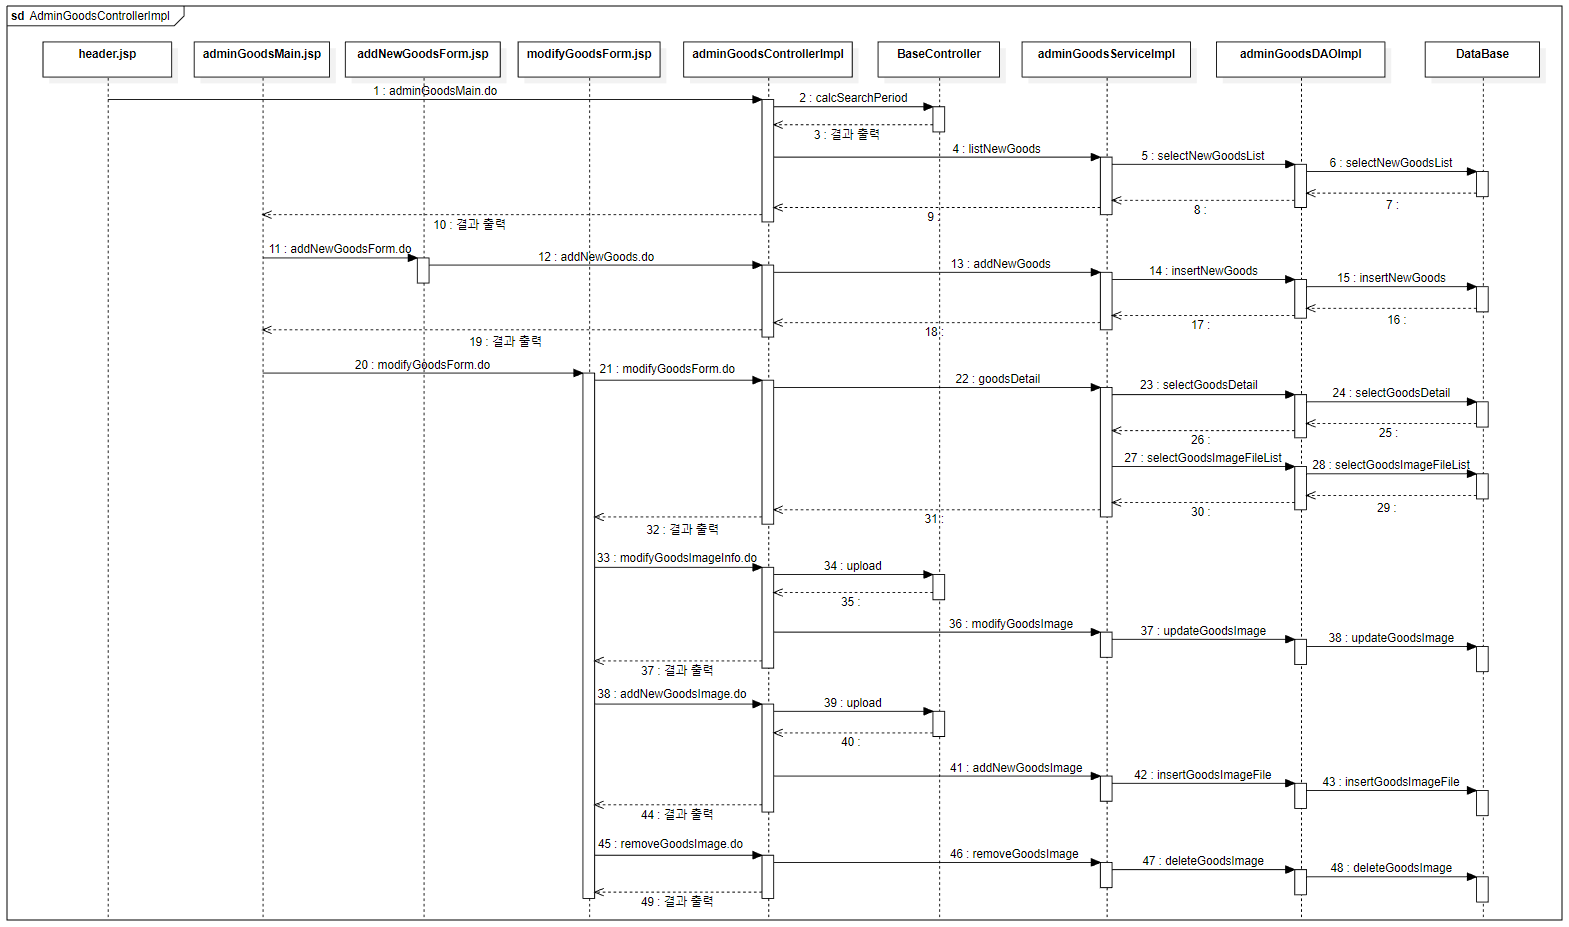 sd AdminGoodsControllerImpl
header.jsp
adminGoodsMain.jsp
addNewGoodsForm.jsp
modifyGoodsForm.jsp
adminGoodsControllerImpl
BaseController
adminGoodsServiceImpl
adminGoodsDAOImpl
DataBase
1 : adminGoodsMain.do
2 : calcSearchPeriod
3 : 결과 출력
4 : listNewGoods
5 : selectNewGoodsList
6 : selectNewGoodsList
7 :
8 :
9 :
10 : 결과 출력
11 : addNewGoodsForm.do
12 : addNewGoods.do
13 : addNewGoods
14 : insertNewGoods
15 : insertNewGoods
16 :
17 :
18 :
19 : 결과 출력
20 : modifyGoodsForm.do
21 : modifyGoodsForm.do
22 : goodsDetail
23 : selectGoodsDetail
24 : selectGoodsDetail
25 :
26 :
27 : selectGoodsImageFileList
28 : selectGoodsImageFileList
29 :
30 :
31 :
32 : 결과 출력
33 : modifyGoodsImageInfo.do
34 : upload
35 :
36 : modifyGoodsImage
37 : updateGoodsImage
38 : updateGoodsImage
37 : 결과 출력
38 : addNewGoodsImage.do
39 : upload
40 :
41 : addNewGoodsImage
42 : insertGoodsImageFile
43 : insertGoodsImageFile
44 : 결과 출력
45 : removeGoodsImage.do
46 : removeGoodsImage
47 : deleteGoodsImage
48 : deleteGoodsImage
49 : 결과 출력